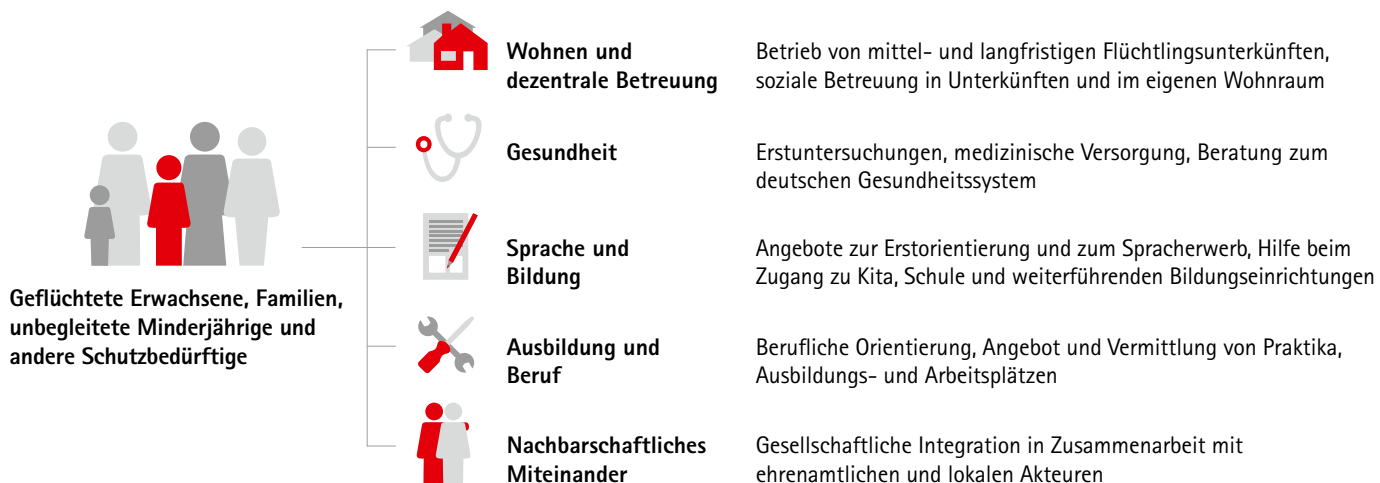 Geflüchtete Erwachsene, Familien,
unbegleitete Minderjährige und
andere Schutzbedürftige
Wohnen und
dezentrale Betreuung
Betrieb von mittel- und langfristigen Flüchtlingsunterkünften,
soziale Betreuung in Unterkünften und im eigenen Wohnraum
Gesundheit
Erstuntersuchungen, medizinische Versorgung, Beratung zum
deutschen Gesundheitssystem
Sprache und
Bildung
Angebote zur Erstorientierung und zum Spracherwerb, Hilfe beim
Zugang zu Kita, Schule und weiterführenden Bildungseinrichtungen
Ausbildung und
Beruf
Berufliche Orientierung, Angebot und Vermittlung von Praktika,
Ausbildungs- und Arbeitsplätzen
Nachbarschaftliches
Miteinander
Gesellschaftliche Integration in Zusammenarbeit mit
ehrenamtlichen und lokalen Akteuren